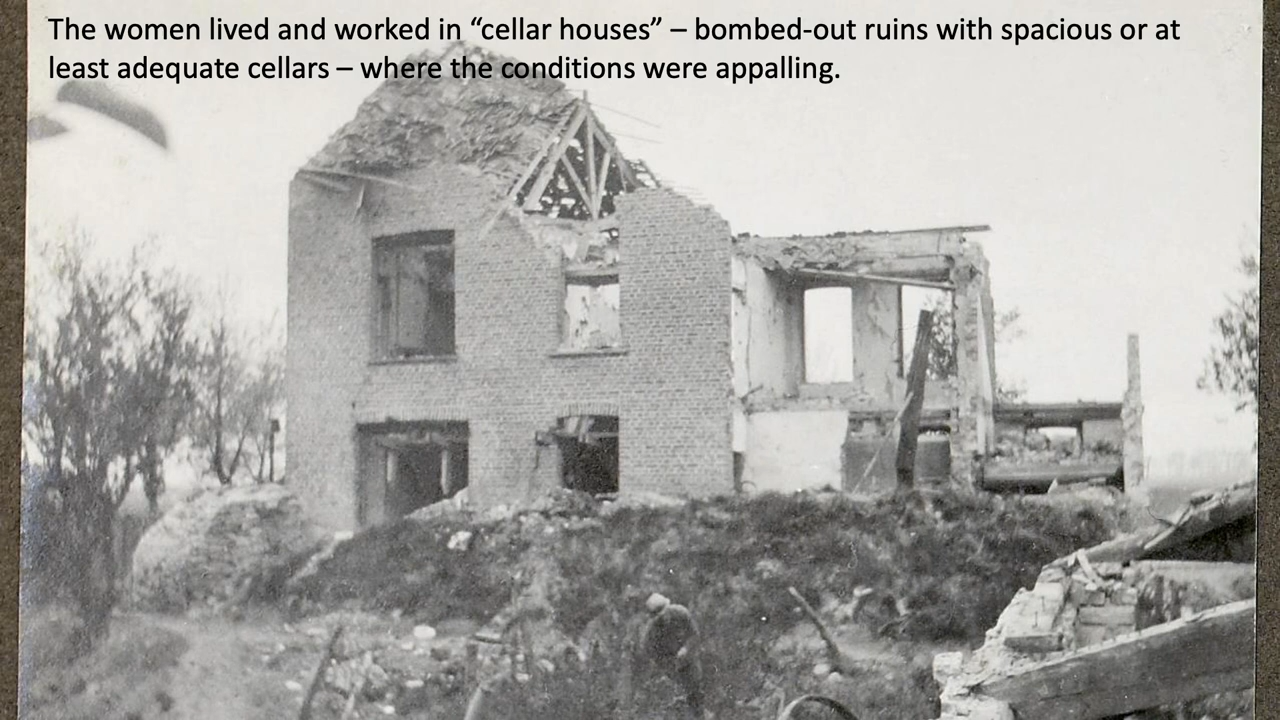 The women lived and worked in “cellar houses” – bombed-out ruins with spacious or at
least adequate cellars – where the conditions were appalling.